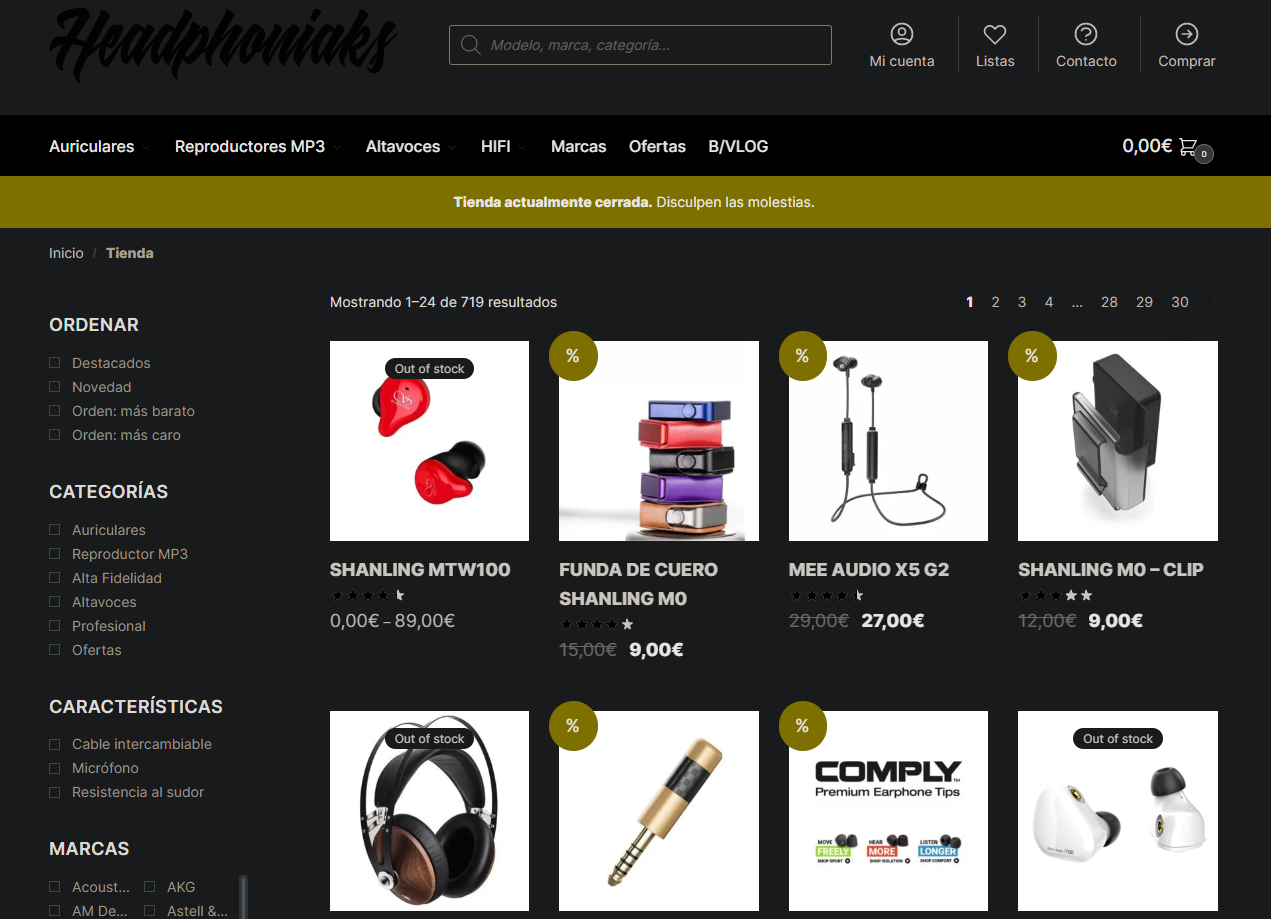 Headphoniaks
Modelo, marca, categoría...
Mi cuenta
Listas
Contacto
Comprar
Auriculares
Reproductores MP3
Altavoces
HIFI
Marcas
Ofertas
B/VLOG
0,00€
0
Tienda actualmente cerrada. Disculpen las molestias.
Inicio / Tienda
Mostrando 1–24 de 719 resultados
1 2 3 4 … 28 29 30
ORDENAR
Destacados
Novedad
Orden: más barato
Orden: más caro
CATEGORÍAS
Auriculares
Reproductor MP3
Alta Fidelidad
Altavoces
Profesional
Ofertas
CARACTERÍSTICAS
Cable intercambiable
Micrófono
Resistencia al sudor
MARCAS
Acoust...
AKG
AM De...
Astell &...
Out of stock
SHANLING MTW100
0,00€ – 89,00€
%
FUNDA DE CUERO
SHANLING M0
15,00€ 9,00€
%
MEE AUDIO X5 G2
29,00€ 27,00€
%
SHANLING M0 – CLIP
12,00€ 9,00€
Out of stock
%
%
COMPLY™
Premium Earphone Tips
MOVE
FREELY
SHOP SPORT
HEAR
MORE
SHOP ISOLATION
LISTEN
LONGER
SHOP COMFORT
Out of stock